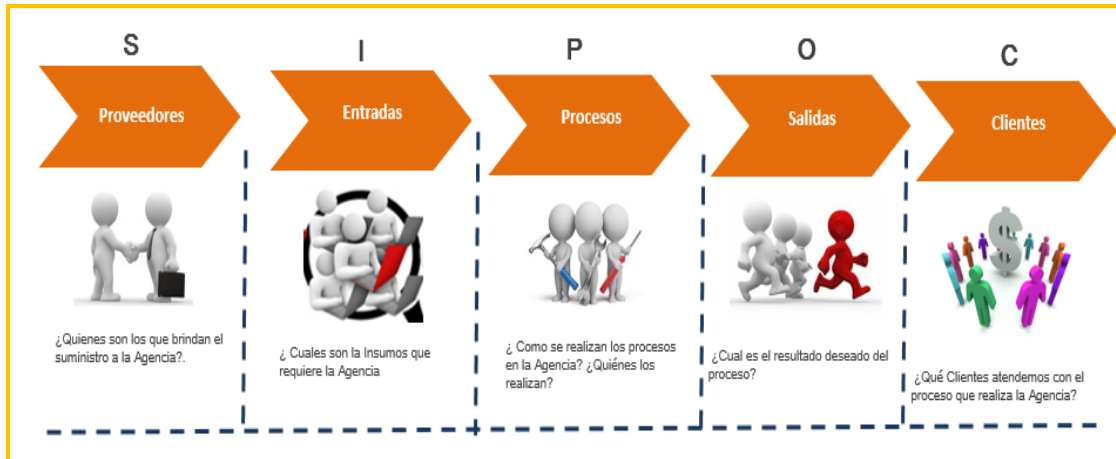 S
I
P
O
C
Proveedores
Entradas
Procesos
Salidas
Clientes
¿Quienes son los que brindan el
suministro a la Agencia?.
¿ Cuales son la Insumos que
requiere la Agencia
¿ Como se realizan los procesos
en la Agencia? ¿Quiénes los
realizan?
¿Cual es el resultado deseado del
proceso?
¿Qué Clientes atendemos con el
proceso que realiza la Agencia?